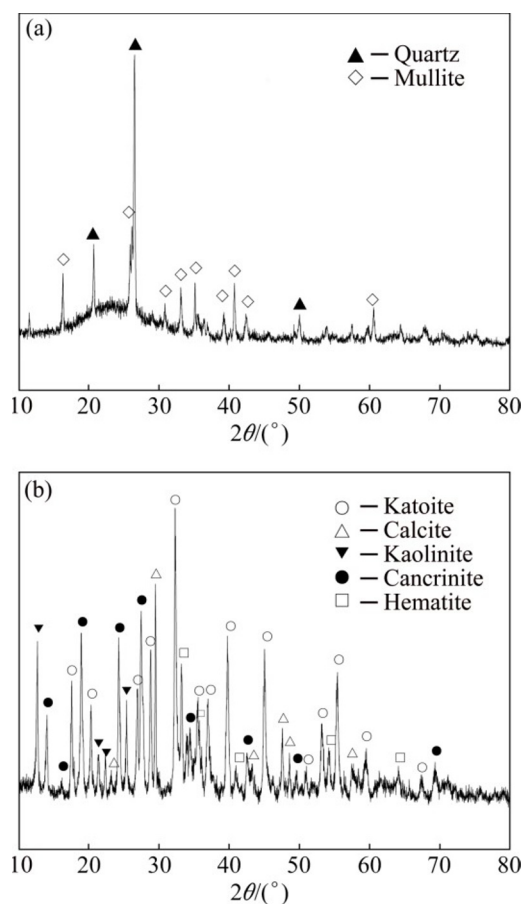 (a)
▲ — Quartz
◇ — Mullite
10 20 30 40 50 60 70 80
2θ/(°)
(b)
○ — Katoite
△ — Calcite
▼ — Kaolinite
● — Cancrinite
□ — Hematite
10 20 30 40 50 60 70 80
2θ/(°)